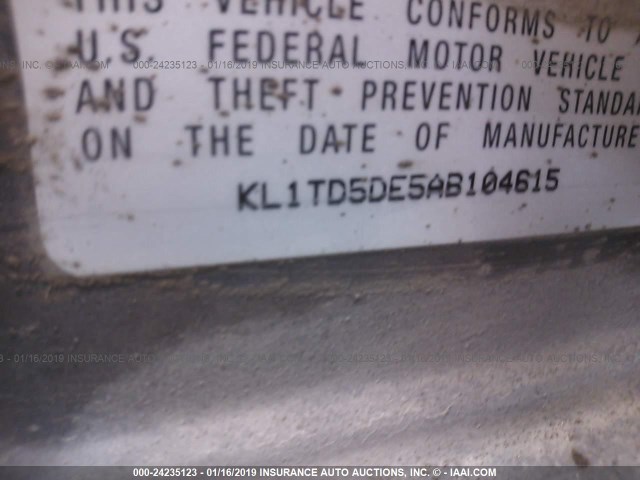 THIS VEHICLE CONFORMS TO
U.S. FEDERAL MOTOR VEHICLE
AND THEFT PREVENTION STANDA
ON THE DATE OF MANUFACTURE
KL1TD5DE5AB104615
000-24235123 - 01/16/2019 INSURANCE AUTO AUCTIONS, INC. - © IAAI.COM